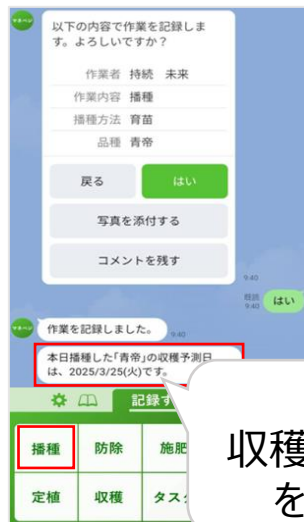 以下の内容で作業を記録しま
す。よろしいですか？
作業者 持続 未来
作業内容 播種
播種方法 育苗
品種 青帝
戻る はい
写真を添付する
コメントを残す
9:40
既読
9:40
はい
作業を記録しました。
9:40
本日播種した「青帝」の収穫予測日
は、2025/3/25(火)です。
記録す
播種 防除 施肥
定植 収穫 タス
収穫
を